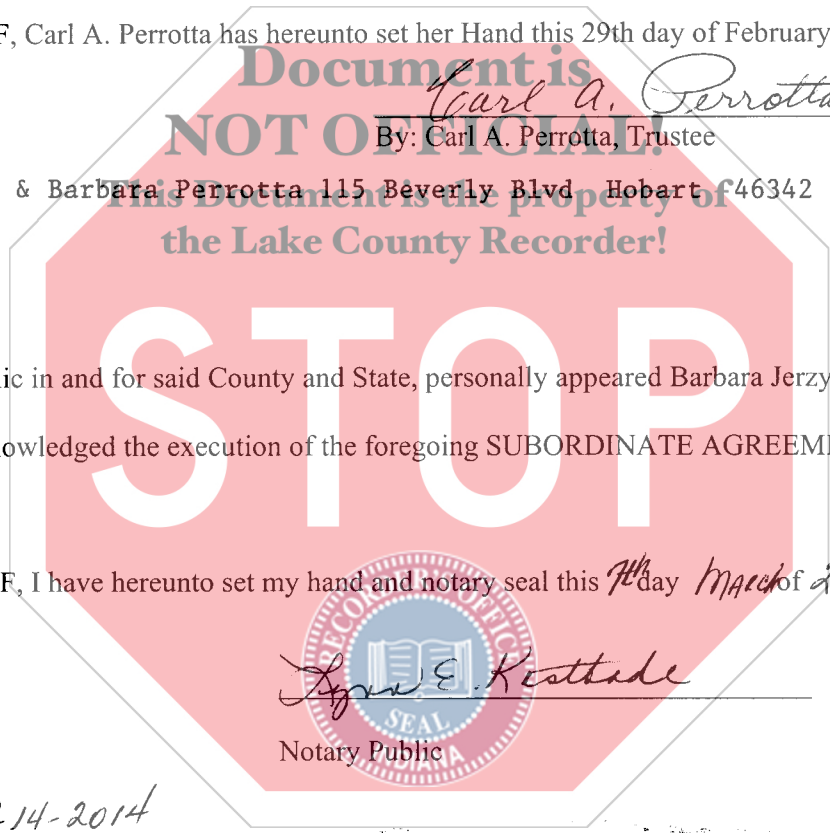 F, Carl A. Perrotta has hereunto set her Hand this 29th day of February
Document is
Carl A. Perrotta
NOT OFFICIAL!
By: Carl A. Perrotta, Trustee
& Barbara Perrotta 115 Beverly Blvd Hobart 46342
This Document is the property of
the Lake County Recorder!
STOP
ic in and for said County and State, personally appeared Barbara Jerzy
owledged the execution of the foregoing SUBORDINATE AGREEM
F, I have hereunto set my hand and notary seal this 7th day March of 2
RECORDER'S OFFICE
E.
SEAL
INDIANA
Notary Public
14-2014